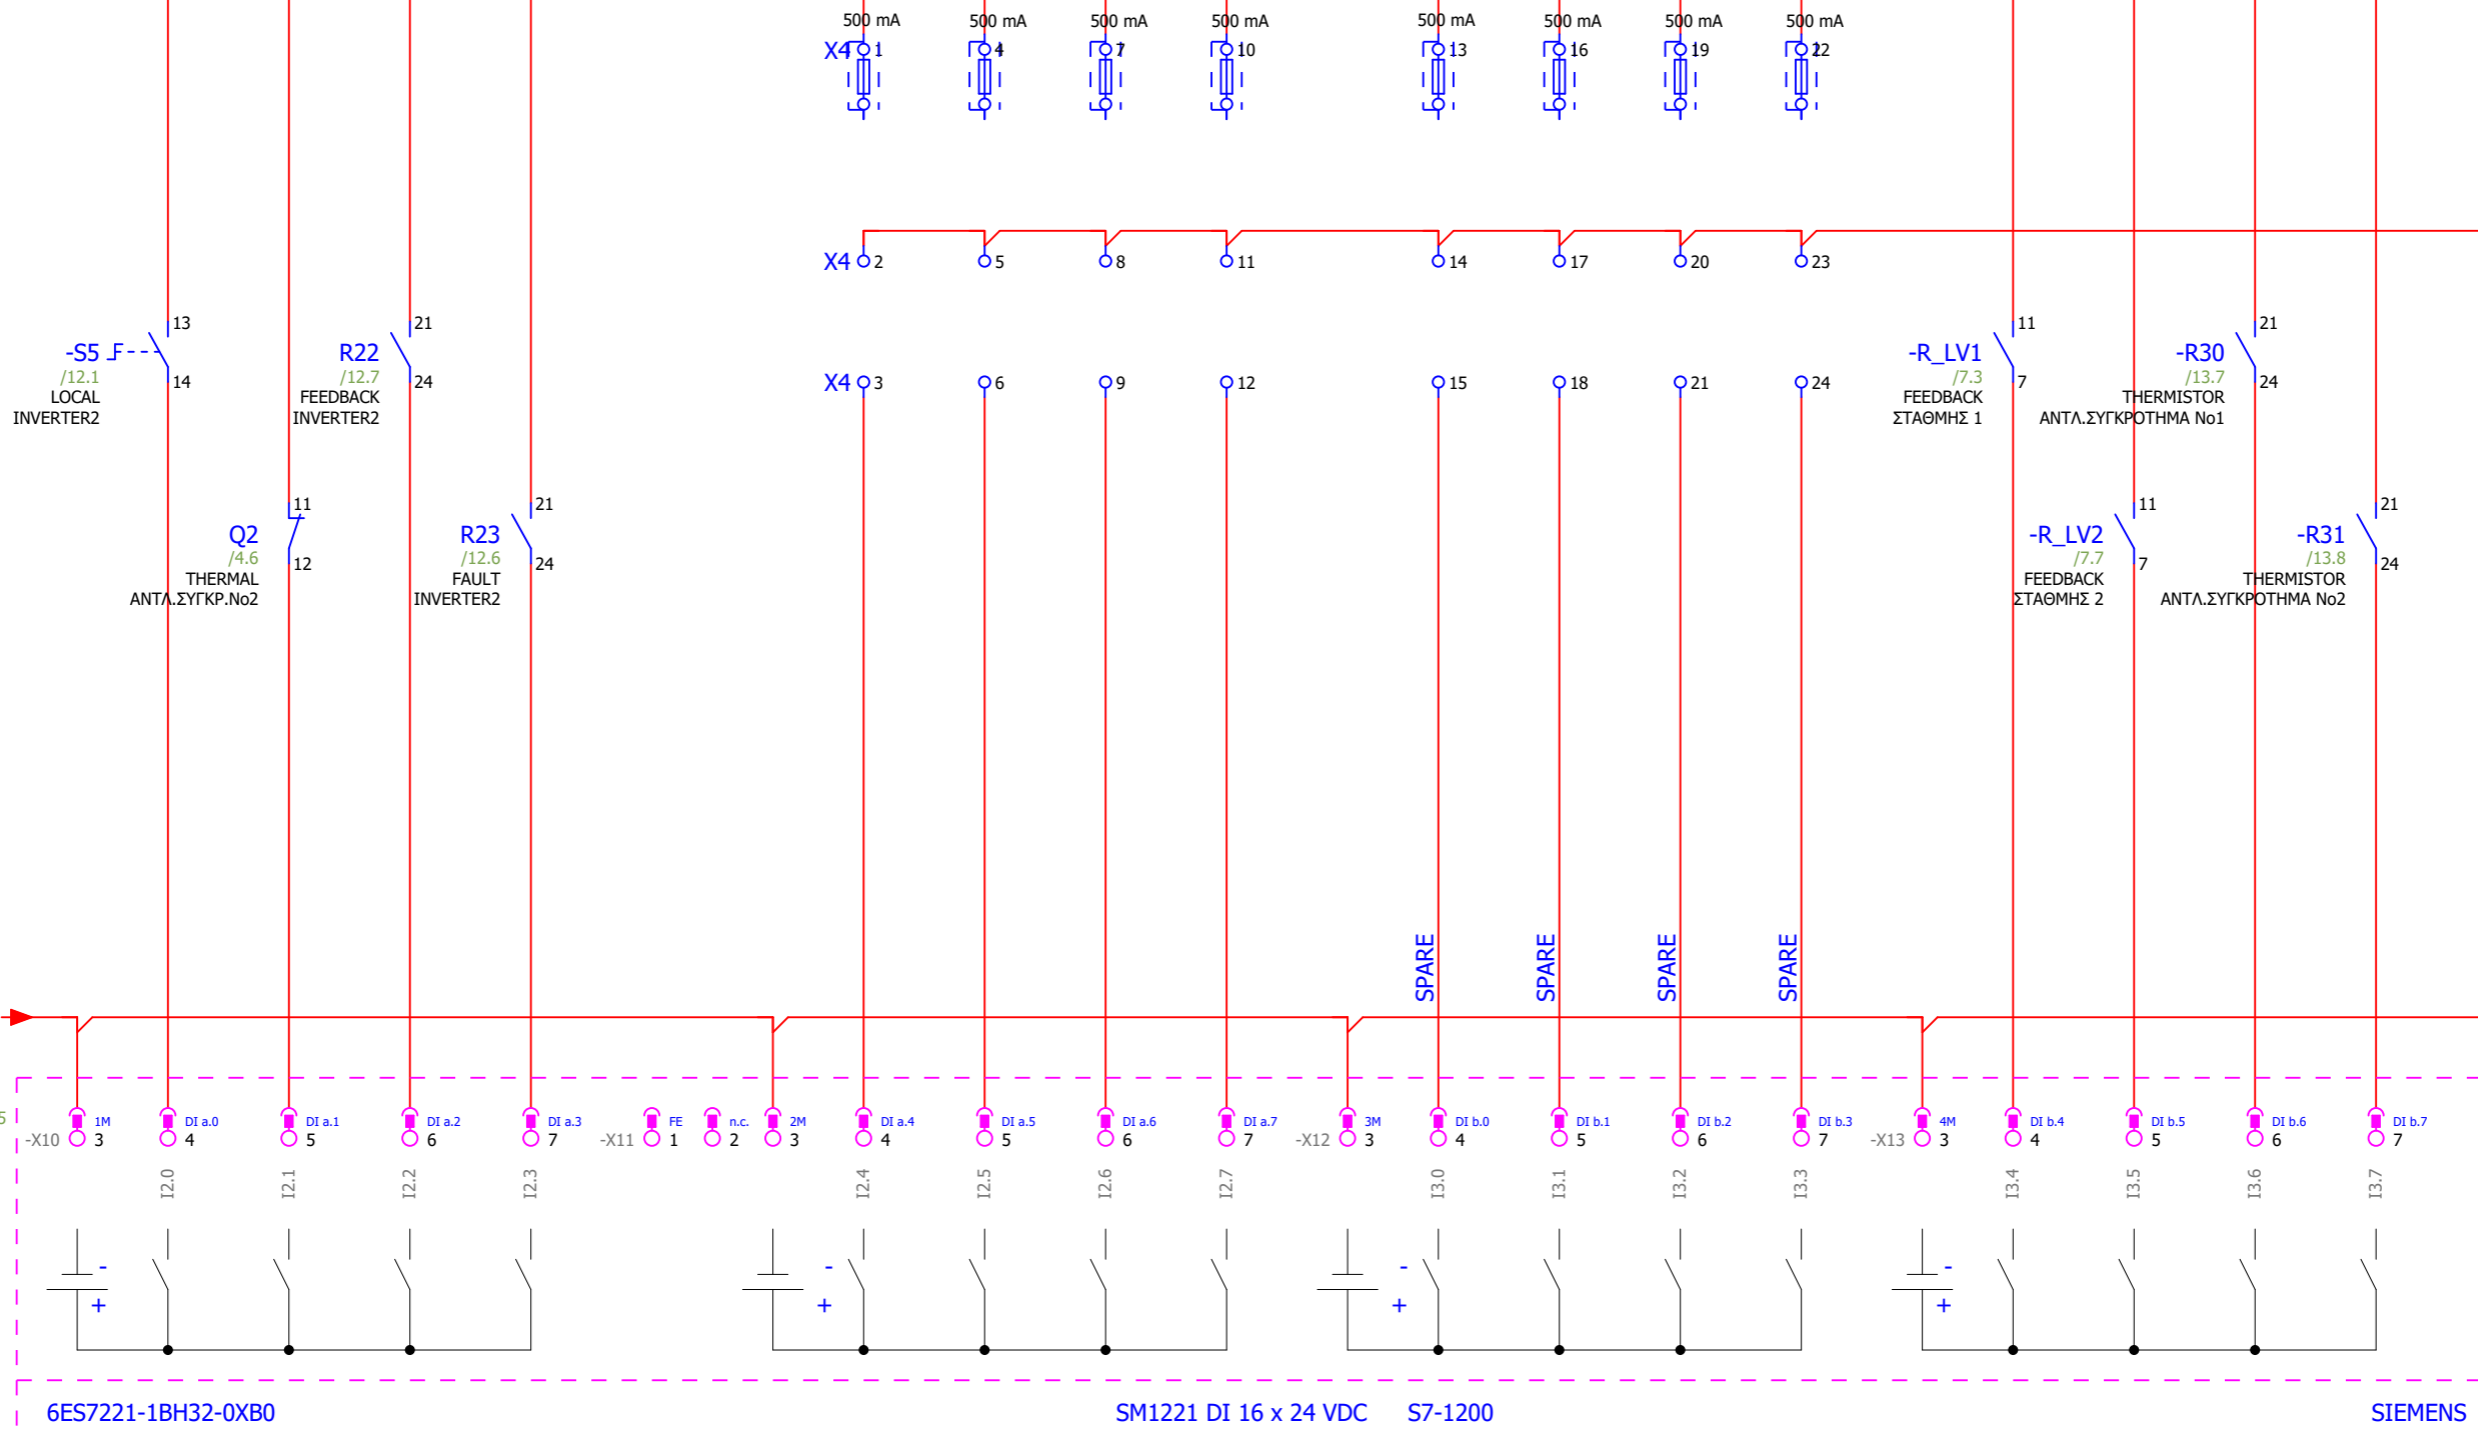 500 mA 500 mA 500 mA 500 mA 500 mA 500 mA 500 mA 500 mA
X4 1 4 7 10 13 16 19 22
X4 2 5 8 11 14 17 20 23
13 21 11 21
-S5 R22 -R_LV1 -R30
/12.1 /12.7 /7.3 /13.7
14 24 X4 3 6 9 12 15 18 21 24 7 24
LOCAL FEEDBACK FEEDBACK THERMISTOR
INVERTER2 INVERTER2 ΣΤΑΘΜΗΣ 1 ΑΝΤΛ.ΣΥΓΚΡΟΤΗΜΑ Νο1
11 21 11 21
Q2 R23 -R_LV2 -R31
/4.6 /12.6 /7.7 /13.8
12 24 7 24
THERMAL FAULT FEEDBACK THERMISTOR
ΑΝΤΛ.ΣΥΓΚΡ.Νο2 INVERTER2 ΣΤΑΘΜΗΣ 2 ΑΝΤΛ.ΣΥΓΚΡΟΤΗΜΑ Νο2
SPARE SPARE SPARE SPARE
1M DI a.0 DI a.1 DI a.2 DI a.3 FE n.c. 2M DI a.4 DI a.5 DI a.6 DI a.7 3M DI b.0 DI b.1 DI b.2 DI b.3 4M DI b.4 DI b.5 DI b.6 DI b.7
-X10 3 4 5 6 7 -X11 1 2 3 4 5 6 7 -X12 3 4 5 6 7 -X13 3 4 5 6 7
I2.0 I2.1 I2.2 I2.3 I2.4 I2.5 I2.6 I2.7 I3.0 I3.1 I3.2 I3.3 I3.4 I3.5 I3.6 I3.7
- - - -
+ + + +
6ES7221-1BH32-0XB0 SM1221 DI 16 x 24 VDC S7-1200 SIEMENS